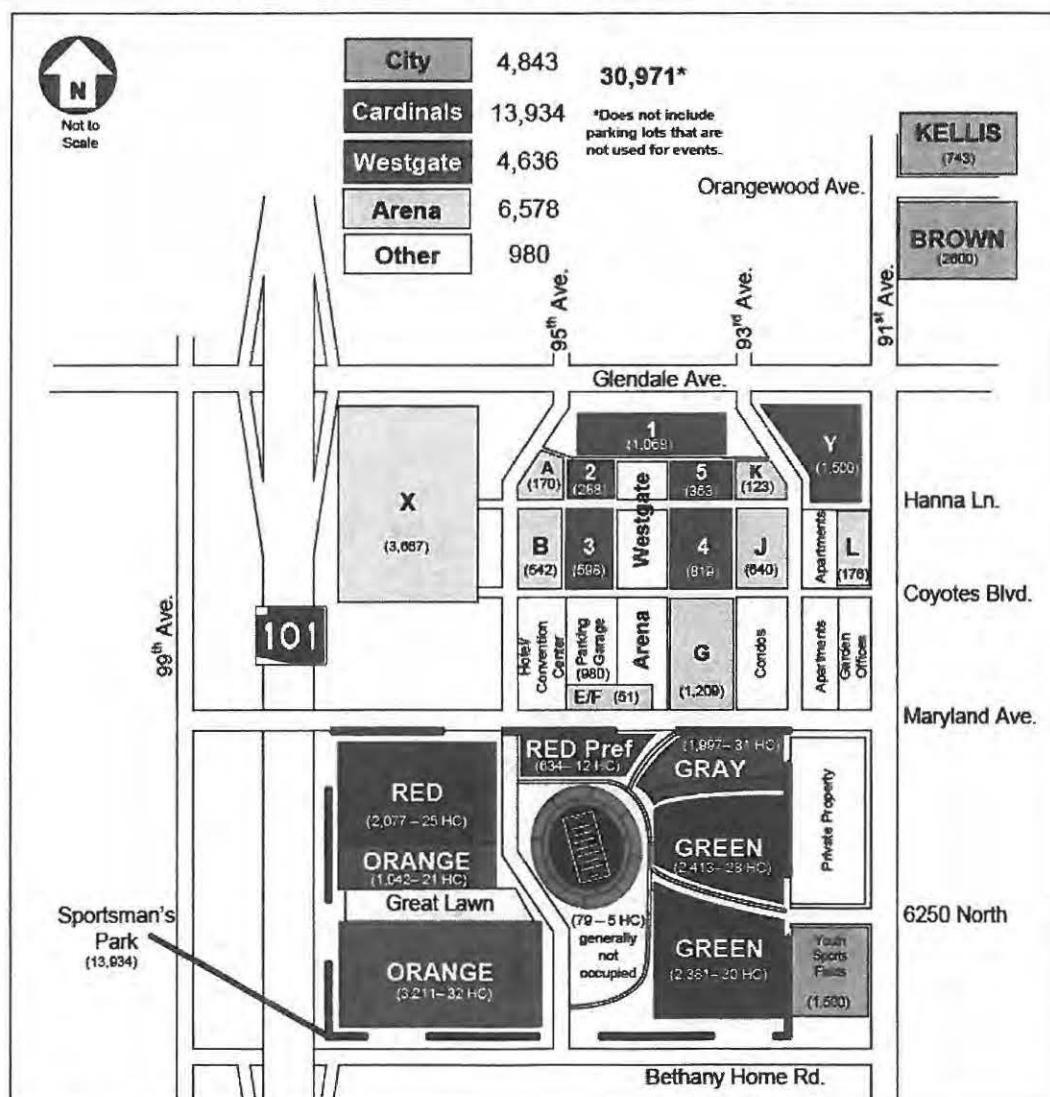 N
Not to
Scale
City 4,843
Cardinals 13,934
Westgate 4,636
Arena 6,578
Other 980
30,971*
*Does not include
parking lots that are
not used for events.
KELLIS
(743)
Orangewood Ave.
BROWN
(2600)
95th Ave.
93rd Ave.
91st Ave.
Glendale Ave.
1
(1,069)
Y
(1,500)
A
(170)
2
(268)
5
(353)
K
(123)
X
(3,667)
Hanna Ln.
B
(542)
3
(598)
Westgate
4
(819)
J
(640)
Apartments
L
(176)
Coyotes Blvd.
99th Ave.
101
Hotel/
Convention
Center
Parking
Garage
(980)
Arena
G
(1,209)
Condos
Apartments
Garden
Offices
E/F (51)
Maryland Ave.
RED Pref
(634– 12 HC)
(1,997– 31 HC)
GRAY
RED
(2,077 – 25 HC)
GREEN
(2,413– 28 HC)
Private Property
ORANGE
(1,042– 21 HC)
Great Lawn
Sportsman's
Park
(13,934)
(79 – 5 HC)
generally
not
occupied
6250 North
ORANGE
(3,211– 32 HC)
GREEN
(2,381– 30 HC)
Youth
Sports
Fields
(1,500)
Bethany Home Rd.